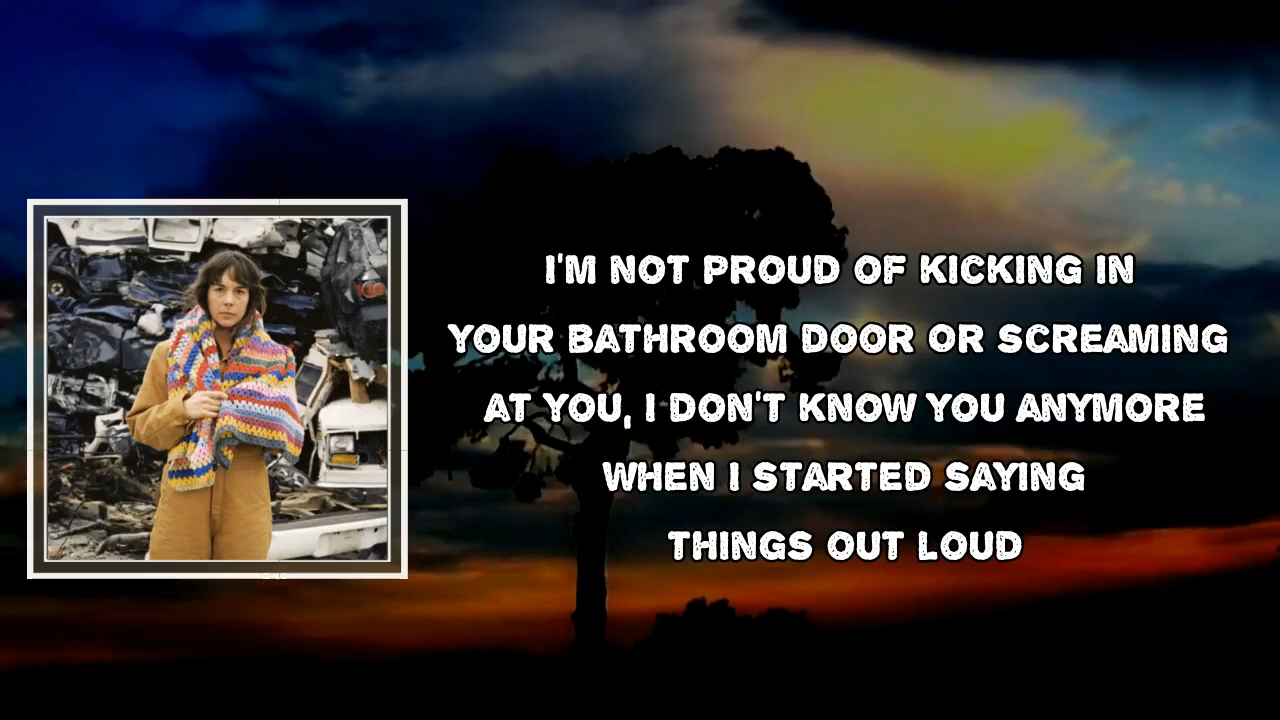 I'M NOT PROUD OF KICKING IN
YOUR BATHROOM DOOR OR SCREAMING
AT YOU, I DON'T KNOW YOU ANYMORE
WHEN I STARTED SAYING
THINGS OUT LOUD